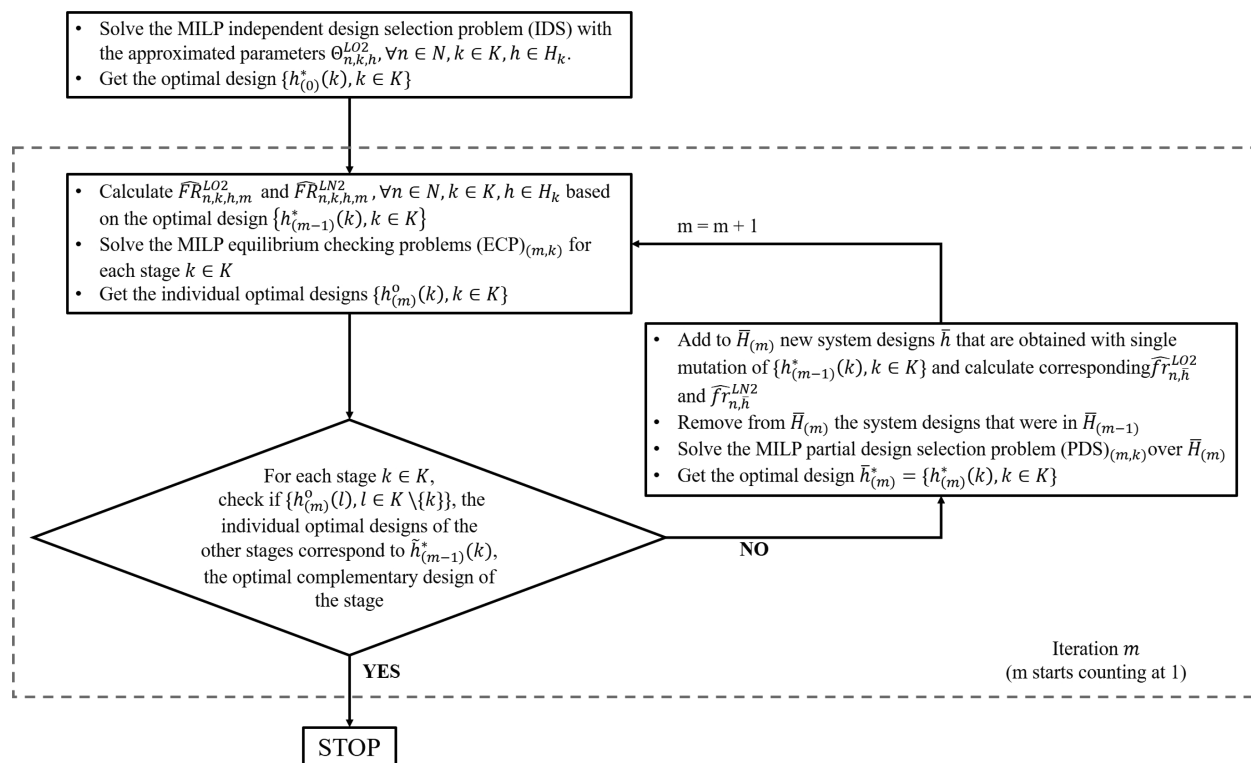 • Solve the MILP independent design selection problem (IDS) with
the approximated parameters Θ^{LO2}_{n,k,h}, ∀n ∈ N, k ∈ K, h ∈ H_k.
• Get the optimal design {h^*_{(0)}(k), k ∈ K}
• Calculate \widehat{FR}^{LO2}_{n,k,h,m} and \widehat{FR}^{LN2}_{n,k,h,m}, ∀n ∈ N, k ∈ K, h ∈ H_k based
on the optimal design {h^*_{(m−1)}(k), k ∈ K}
• Solve the MILP equilibrium checking problems (ECP)_{(m,k)} for
each stage k ∈ K
• Get the individual optimal designs {h^o_{(m)}(k), k ∈ K}
m = m + 1
• Add to \bar{H}_{(m)} new system designs \bar{h} that are obtained with single
mutation of {h^*_{(m−1)}(k), k ∈ K} and calculate corresponding \widehat{fr}^{LO2}_{n,\bar{h}}
and \widehat{fr}^{LN2}_{n,\bar{h}}
• Remove from \bar{H}_{(m)} the system designs that were in \bar{H}_{(m−1)}
• Solve the MILP partial design selection problem (PDS)_{(m,k)} over \bar{H}_{(m)}
• Get the optimal design \bar{h}^*_{(m)} = {h^*_{(m)}(k), k ∈ K}
For each stage k ∈ K,
check if {h^o_{(m)}(l), l ∈ K \{k}}, the
individual optimal designs of the
other stages correspond to \tilde{h}^*_{(m−1)}(k),
the optimal complementary design of
the stage
NO
YES
Iteration m
(m starts counting at 1)
STOP